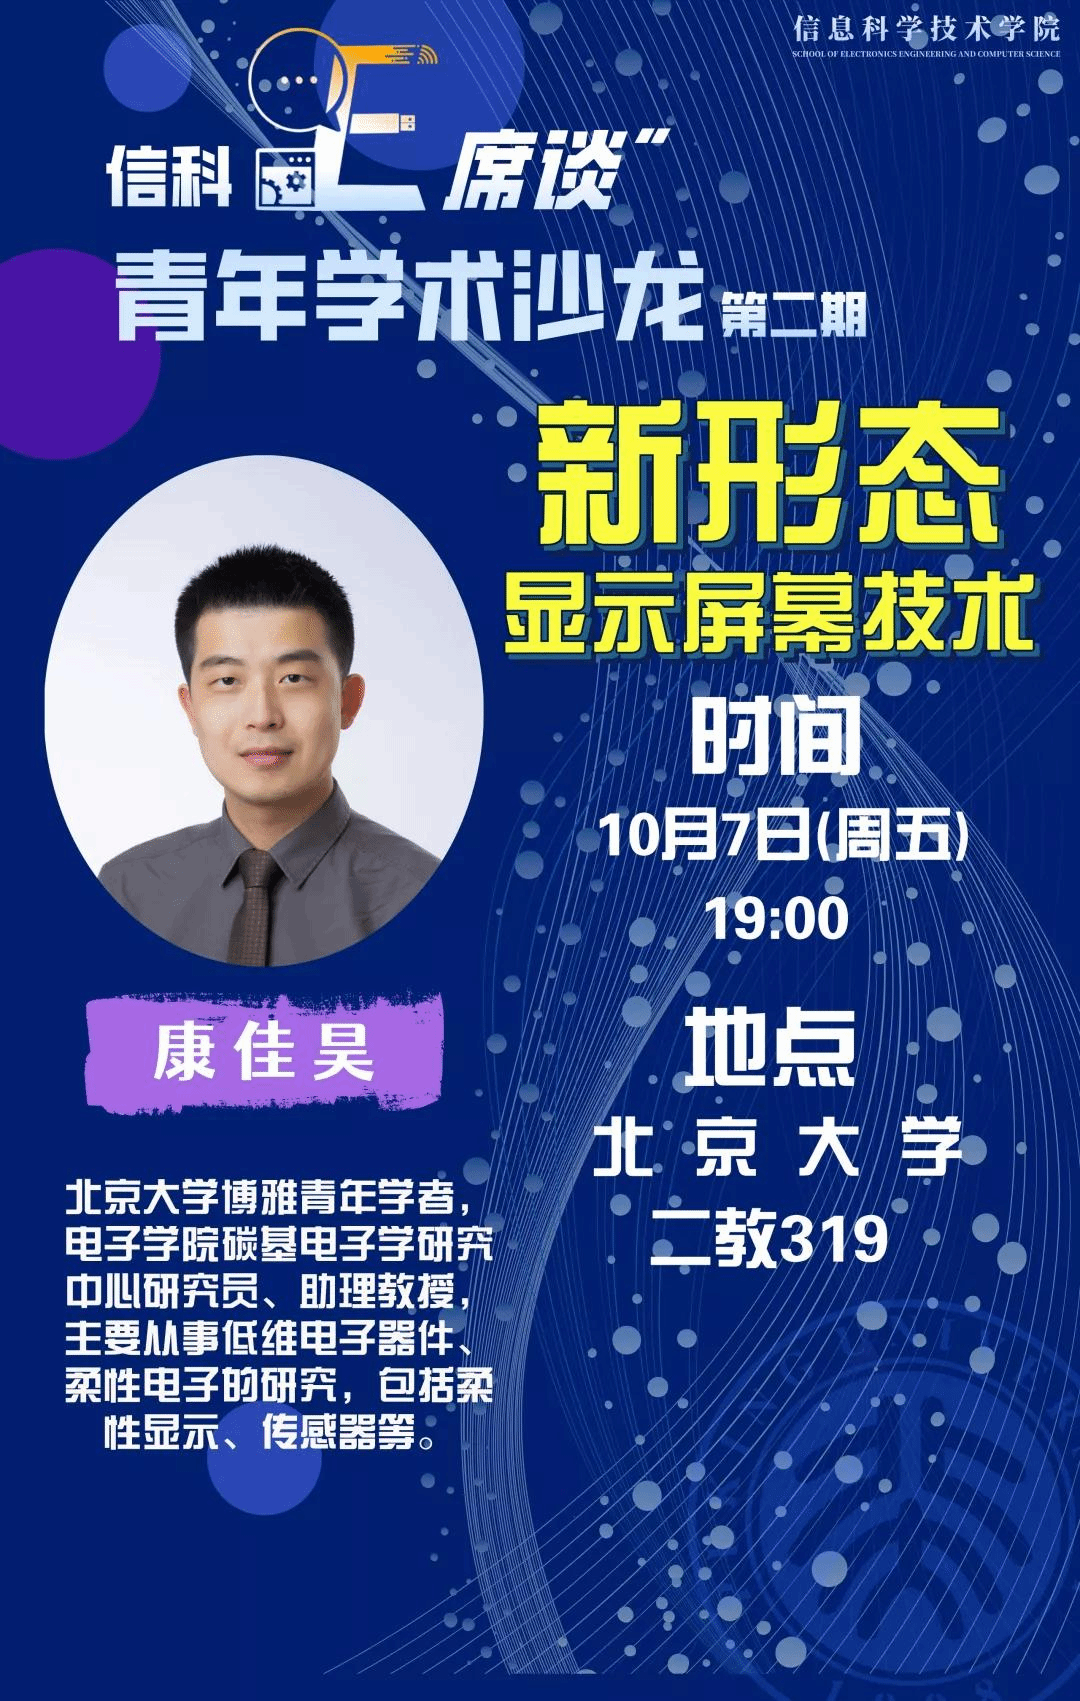 信息科学技术学院
SCHOOL OF ELECTRONICS ENGINEERING AND COMPUTER SCIENCE
信科 E 席谈”
青年学术沙龙 第二期
新形态
显示屏幕技术
时间
10月7日(周五)
19:00
地点
北京大学
二教319
康佳昊
北京大学博雅青年学者，
电子学院碳基电子学研究
中心研究员、助理教授，
主要从事低维电子器件、
柔性电子的研究，包括柔
性显示、传感器等。